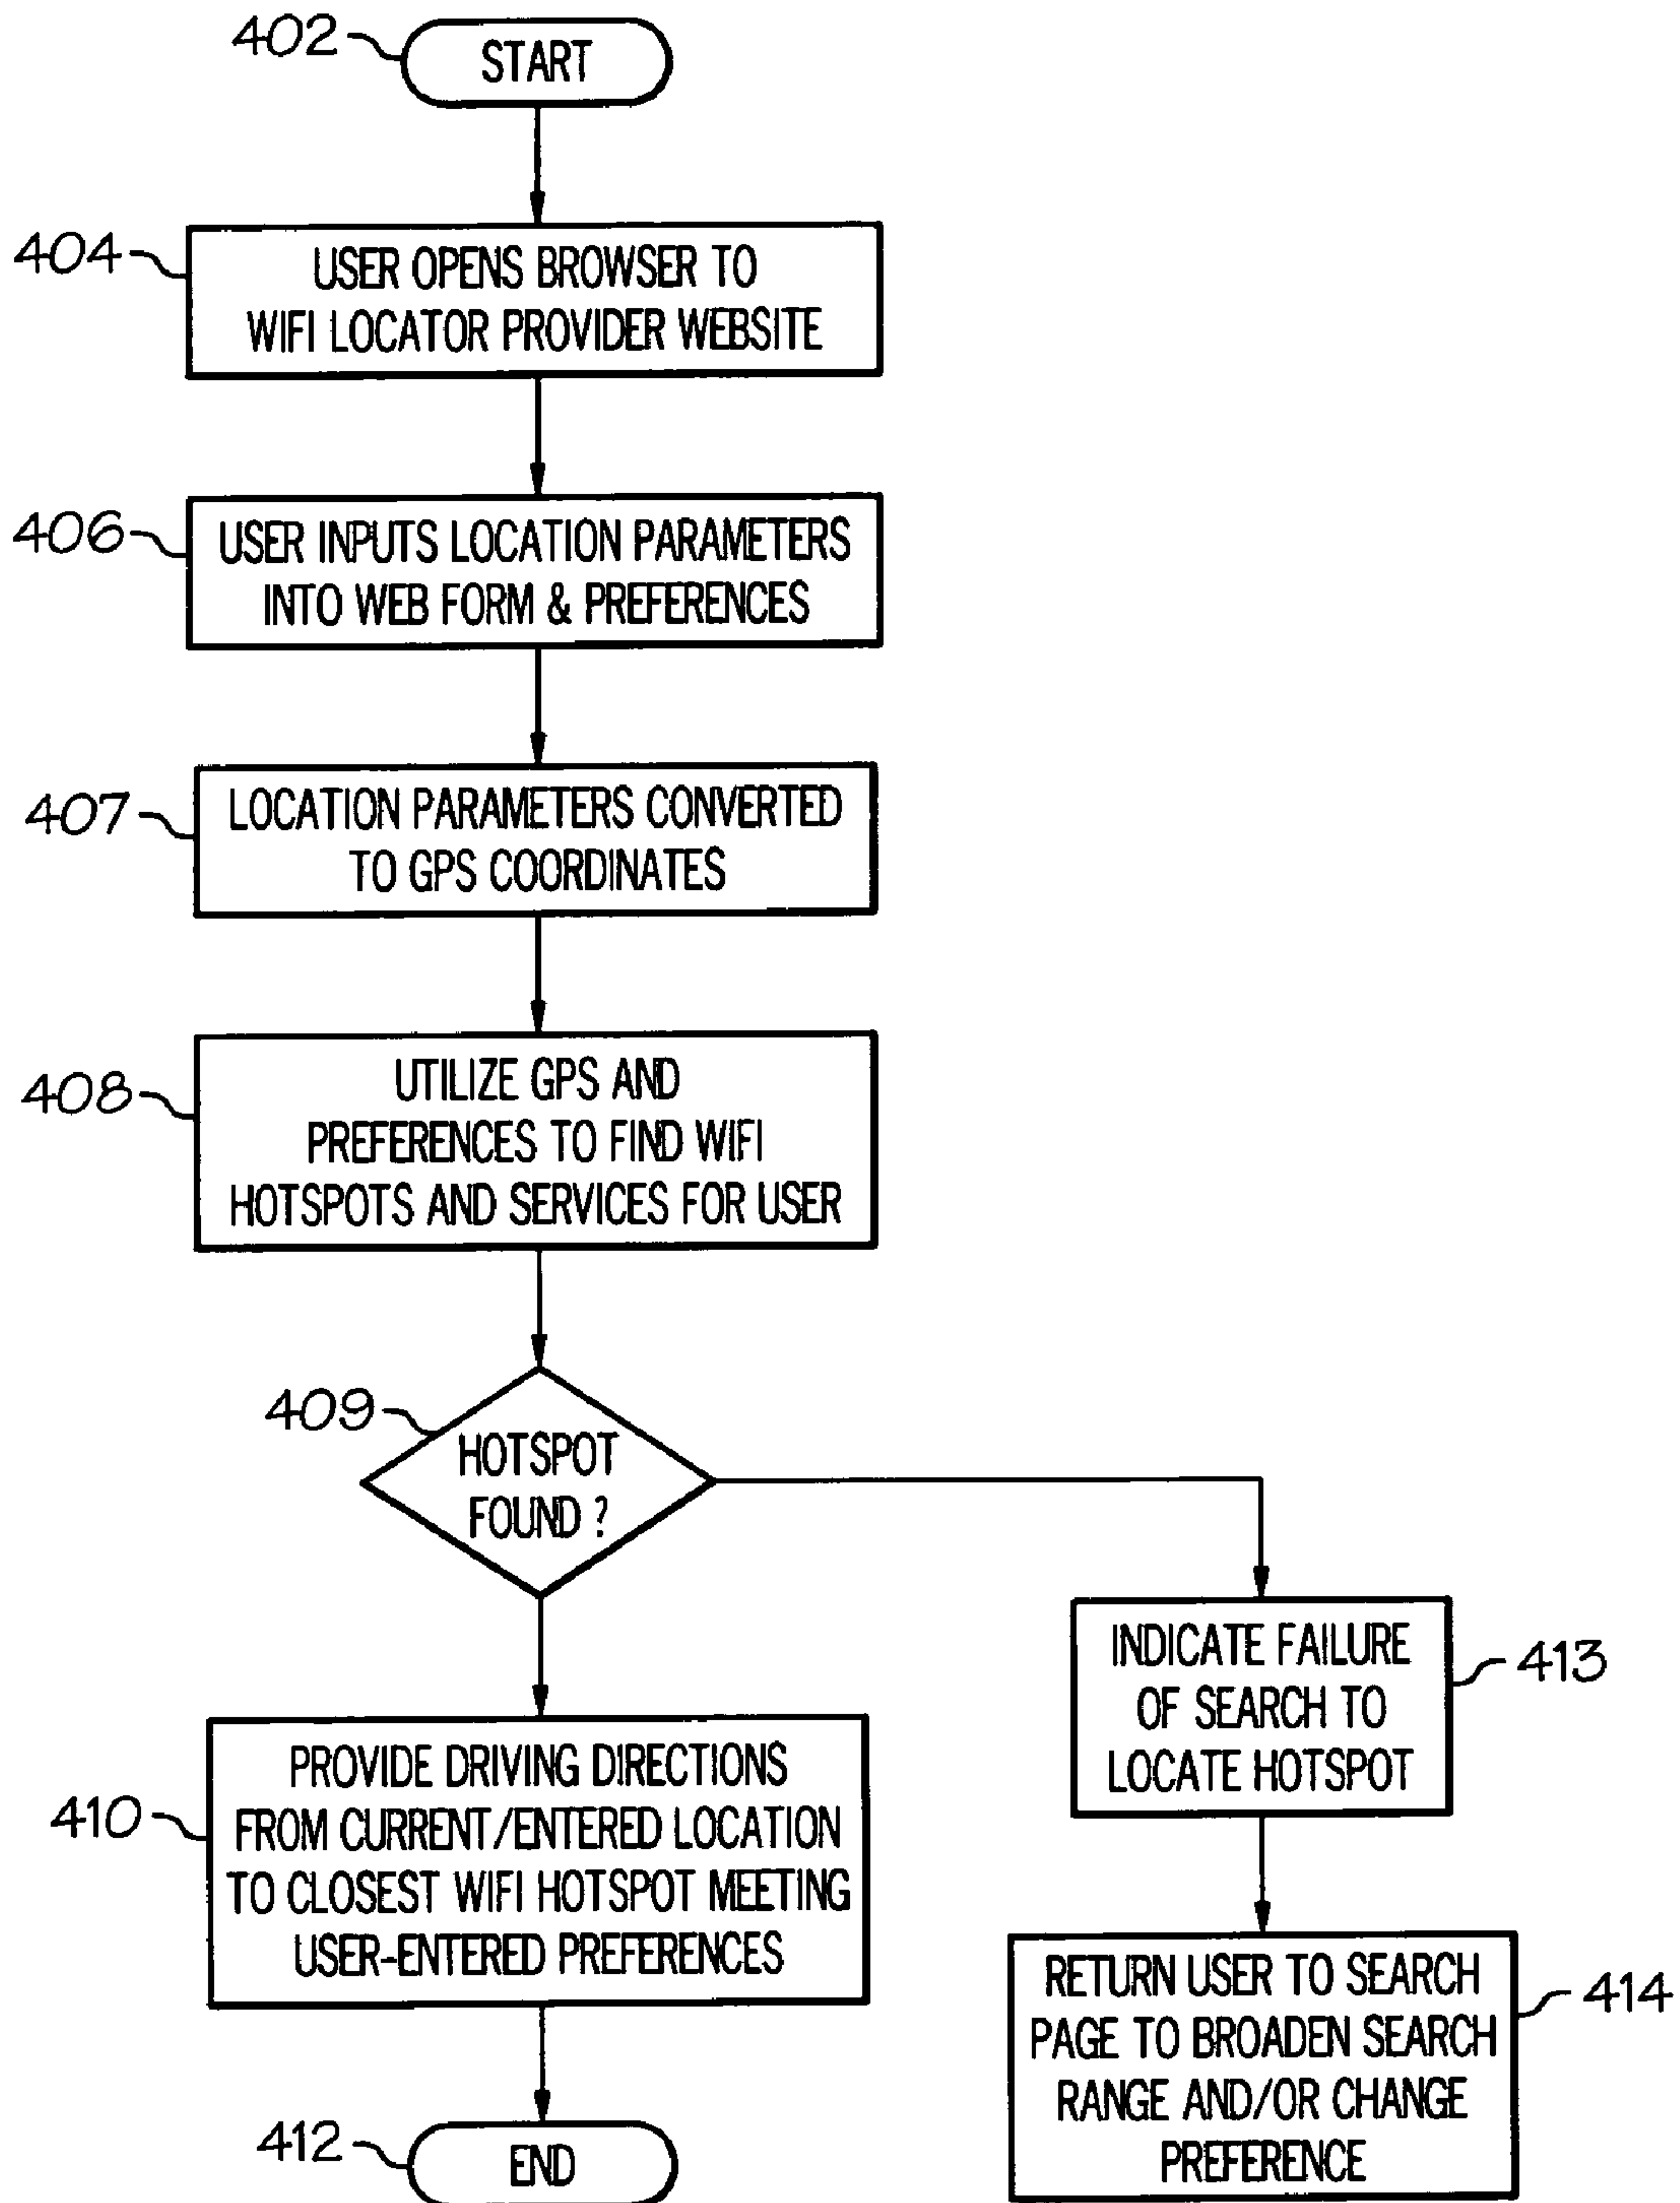 402
START
404
USER OPENS BROWSER TO
WIFI LOCATOR PROVIDER WEBSITE
406
USER INPUTS LOCATION PARAMETERS
INTO WEB FORM & PREFERENCES
407
LOCATION PARAMETERS CONVERTED
TO GPS COORDINATES
408
UTILIZE GPS AND
PREFERENCES TO FIND WIFI
HOTSPOTS AND SERVICES FOR USER
409
HOTSPOT
FOUND ?
410
PROVIDE DRIVING DIRECTIONS
FROM CURRENT/ENTERED LOCATION
TO CLOSEST WIFI HOTSPOT MEETING
USER-ENTERED PREFERENCES
412
END
INDICATE FAILURE
OF SEARCH TO
LOCATE HOTSPOT
413
RETURN USER TO SEARCH
PAGE TO BROADEN SEARCH
RANGE AND/OR CHANGE
PREFERENCE
414